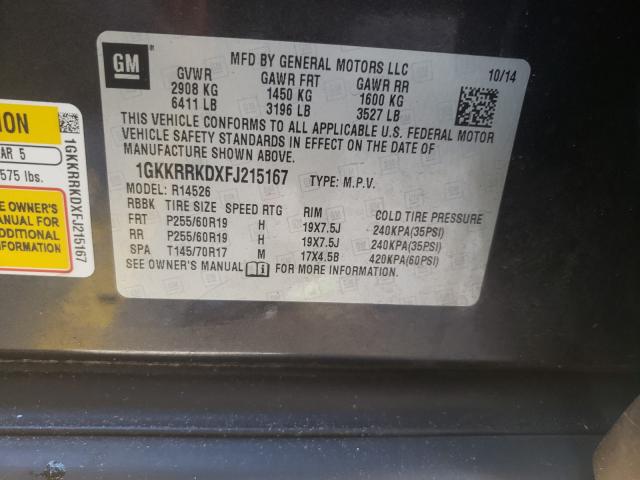 GM
MFD BY GENERAL MOTORS LLC
10/14
GVWR GAWR FRT GAWR RR
2908 KG 1450 KG 1600 KG
6411 LB 3196 LB 3527 LB
THIS VEHICLE CONFORMS TO ALL APPLICABLE U.S. FEDERAL MOTOR
VEHICLE SAFETY STANDARDS IN EFFECT ON THE DATE OF
MANUFACTURE SHOWN ABOVE.
1GKKRRKDXFJ215167 TYPE: M.P.V.
MODEL: R14526
RBBK TIRE SIZE SPEED RTG RIM COLD TIRE PRESSURE
FRT P255/60R19 H 19X7.5J 240KPA(35PSI)
RR P255/60R19 H 19X7.5J 240KPA(35PSI)
SPA T145/70R17 M 17X4.5B 420KPA(60PSI)
SEE OWNER'S MANUAL FOR MORE INFORMATION.
ION
AR 5
575 lbs.
E OWNER'S
ANUAL FOR
DDITIONAL
ORMATION
1GKKRRKDXFJ215167